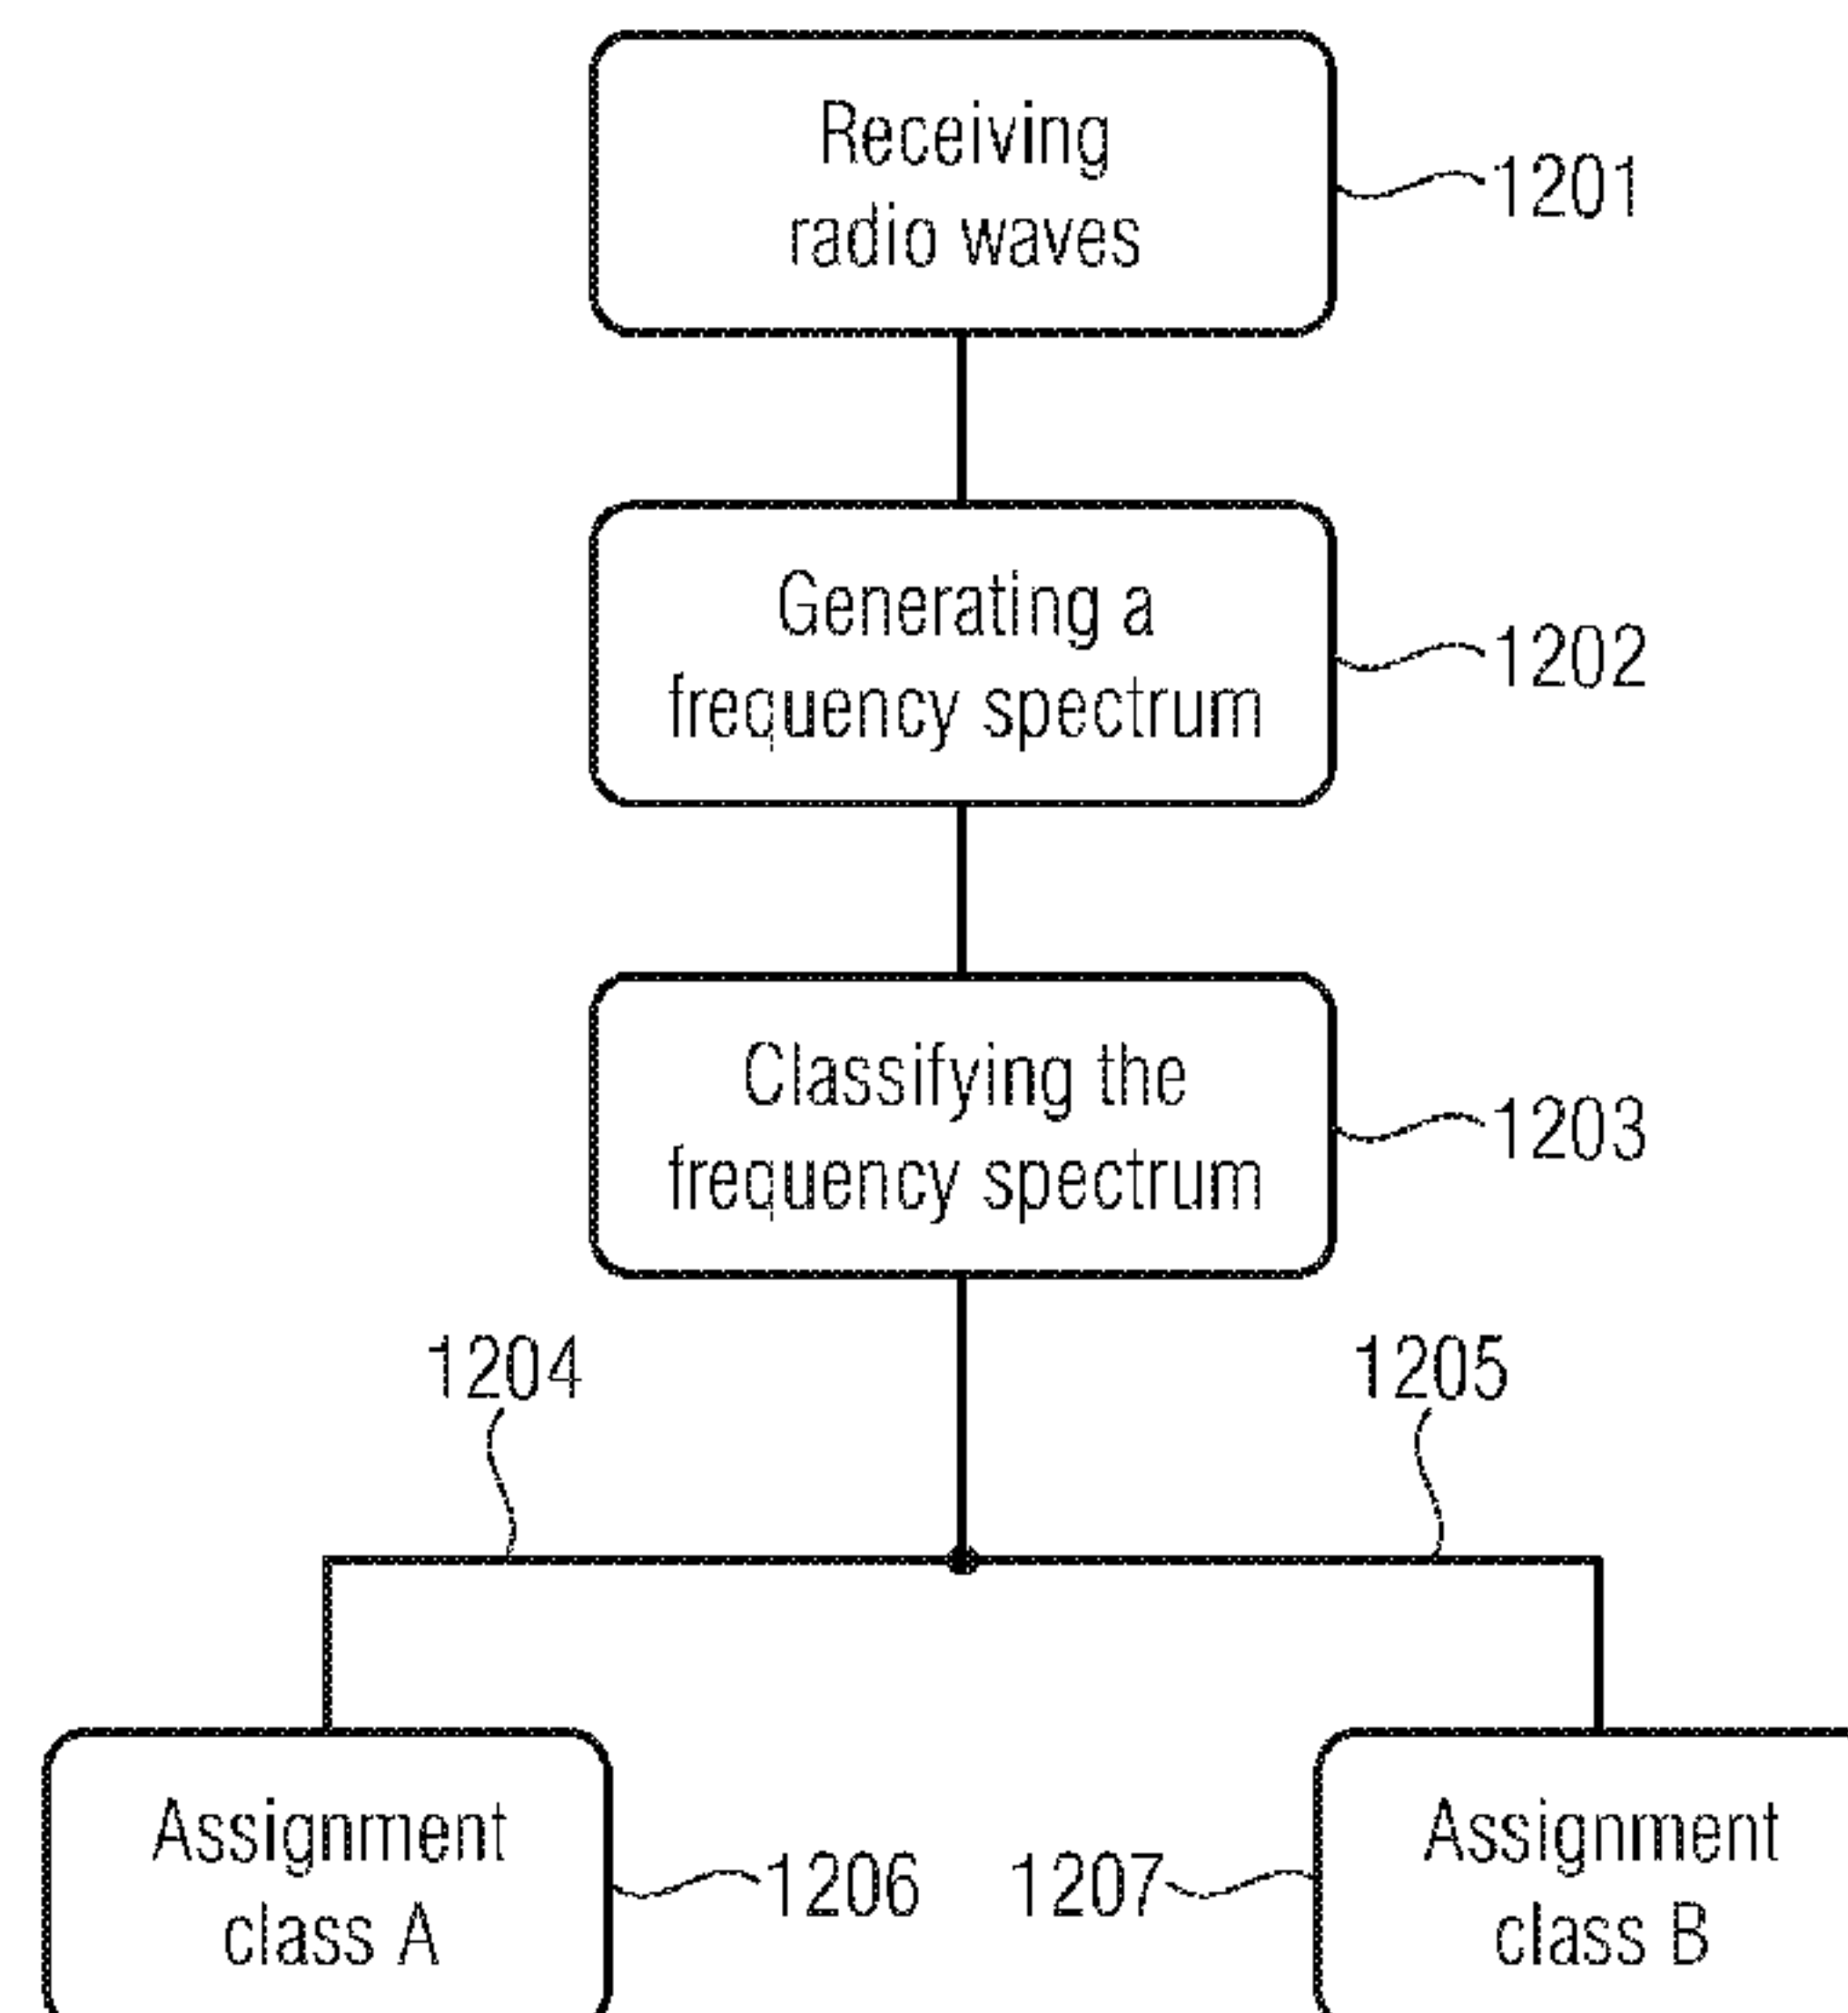 Receiving
radio waves
1201
Generating a
frequency spectrum
1202
Classifying the
frequency spectrum
1203
1204
1205
Assignment
class A
1206
1207
Assignment
class B